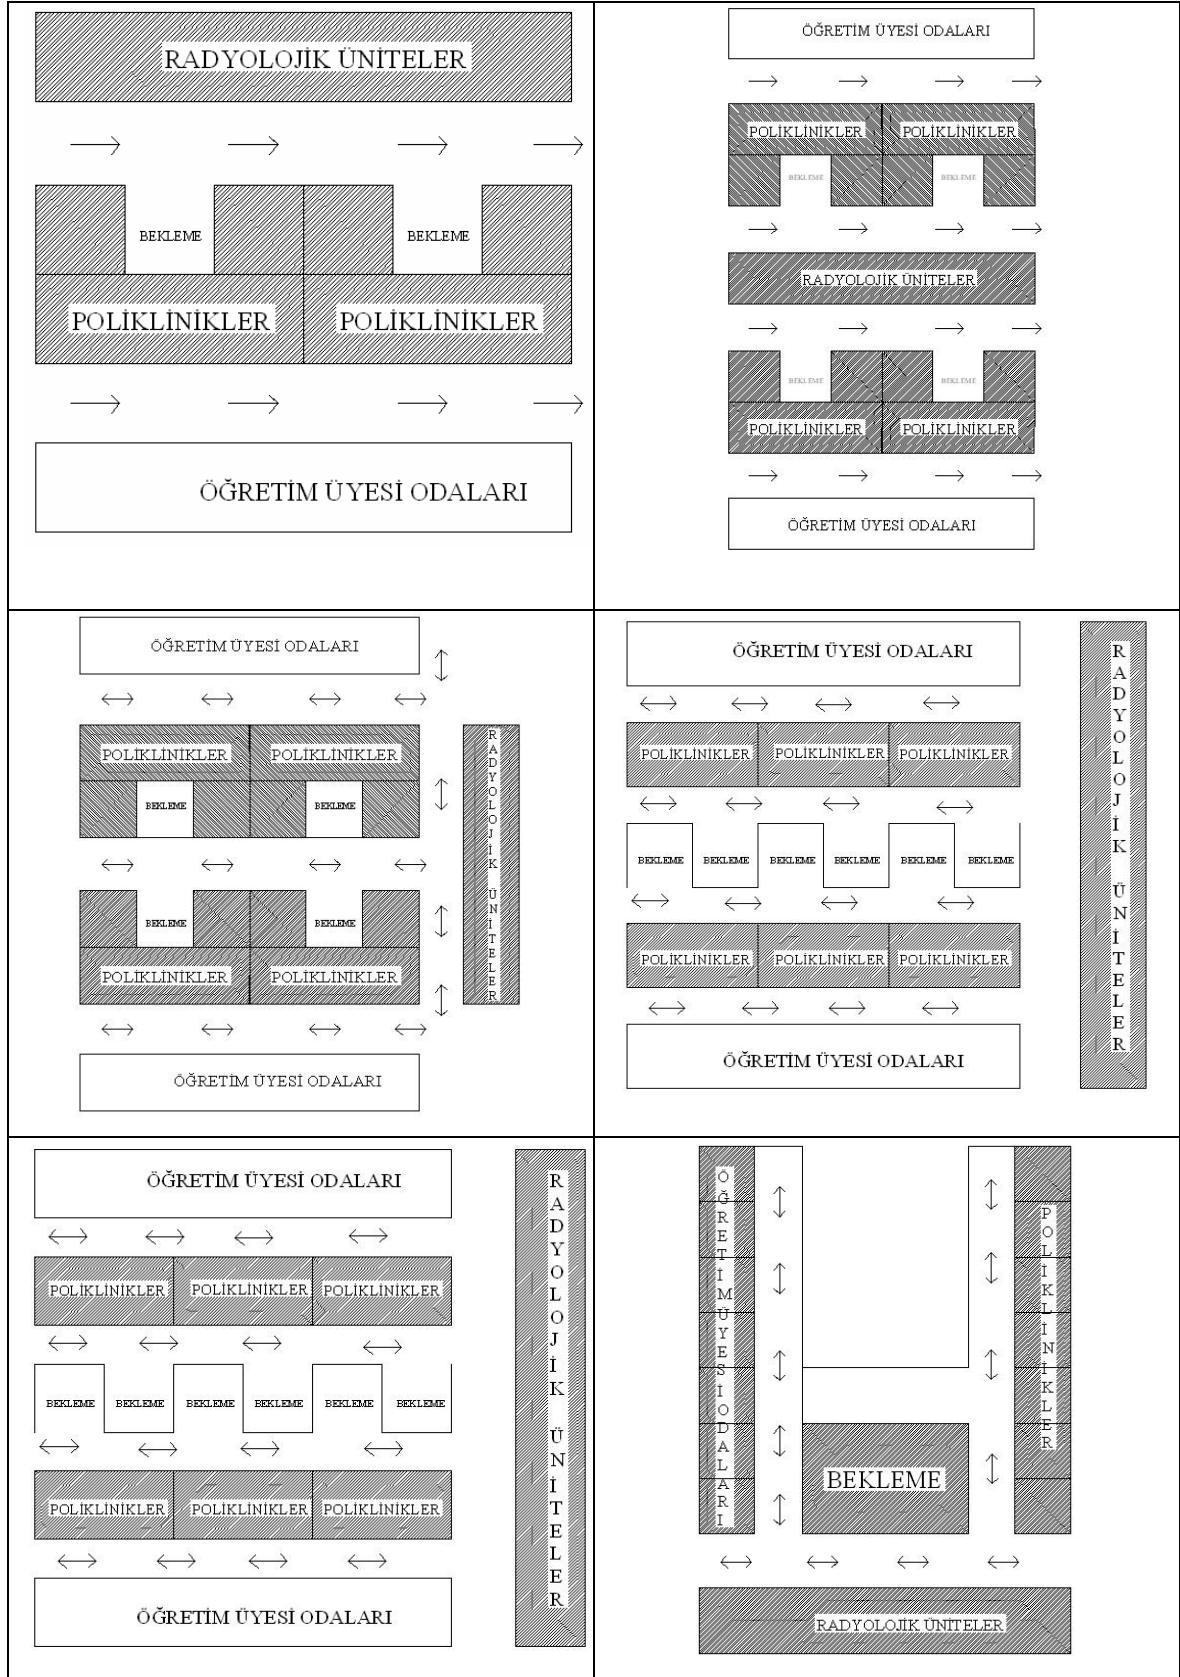 RADYOLOJİK ÜNİTELER
BEKLEME BEKLEME
POLİKLİNİKLER POLİKLİNİKLER
ÖĞRETİM ÜYESİ ODALARI
ÖĞRETİM ÜYESİ ODALARI
POLİKLİNİKLER POLİKLİNİKLER
BEKLEME BEKLEME
RADYOLOJİK ÜNİTELER
BEKLEME BEKLEME
POLİKLİNİKLER POLİKLİNİKLER
ÖĞRETİM ÜYESİ ODALARI
ÖĞRETİM ÜYESİ ODALARI
POLİKLİNİKLER POLİKLİNİKLER
BEKLEME BEKLEME
BEKLEME BEKLEME
POLİKLİNİKLER POLİKLİNİKLER
ÖĞRETİM ÜYESİ ODALARI
RADYOLOJİK ÜNİTELER
ÖĞRETİM ÜYESİ ODALARI
POLİKLİNİKLER POLİKLİNİKLER POLİKLİNİKLER
BEKLEME BEKLEME BEKLEME BEKLEME BEKLEME BEKLEME
POLİKLİNİKLER POLİKLİNİKLER POLİKLİNİKLER
ÖĞRETİM ÜYESİ ODALARI
RADYOLOJİK ÜNİTELER
ÖĞRETİM ÜYESİ ODALARI
POLİKLİNİKLER POLİKLİNİKLER POLİKLİNİKLER
BEKLEME BEKLEME BEKLEME BEKLEME BEKLEME BEKLEME
POLİKLİNİKLER POLİKLİNİKLER POLİKLİNİKLER
ÖĞRETİM ÜYESİ ODALARI
RADYOLOJİK ÜNİTELER
ÖĞRETİM ÜYESİ ODALARI
BEKLEME
POLİKLİNİKLER
RADYOLOJİK ÜNİTELER